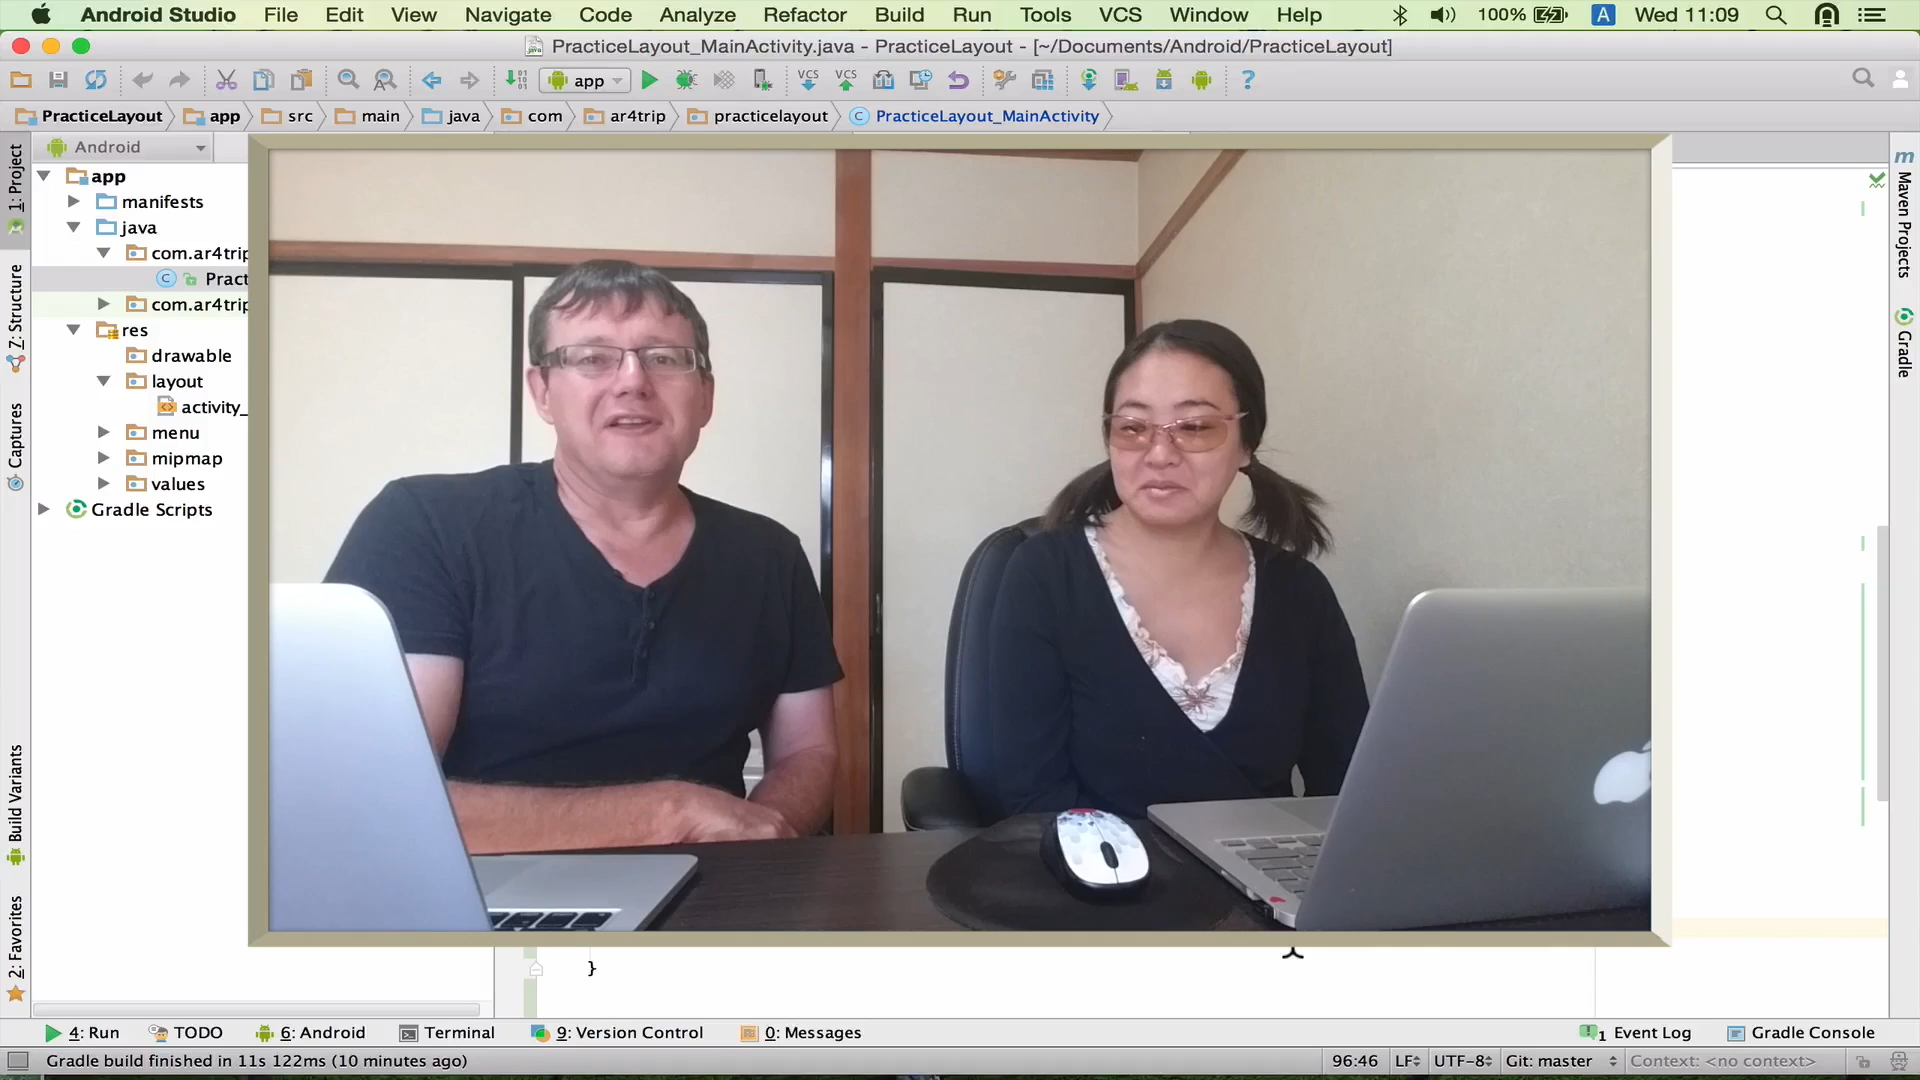 Android Studio File Edit View Navigate Code Analyze Refactor Build Run Tools VCS Window Help 100% A Wed 11:09
PracticeLayout_MainActivity.java - PracticeLayout - [~/Documents/Android/PracticeLayout]
app VCS VCS ?
PracticeLayout app src main java com ar4trip practicelayout C PracticeLayout_MainActivity
1: Project
Z: Structure
Captures
Build Variants
2: Favorites
Android
app
manifests
java
com.ar4trip
C Pract
com.ar4trip
res
drawable
layout
activity_
menu
mipmap
values
Gradle Scripts
}
m Maven Projects
Gradle
4: Run TODO 6: Android Terminal 9: Version Control 0: Messages 1 Event Log Gradle Console
Gradle build finished in 11s 122ms (10 minutes ago) 96:46 LF UTF-8 Git: master Context: <no context>